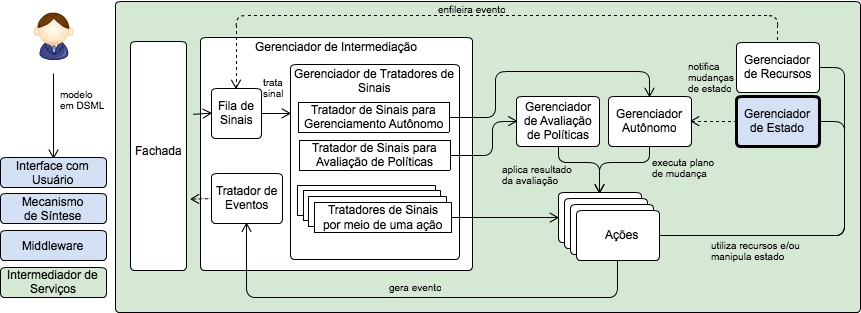 modelo
em DSML
Interface com
Usuário
Mecanismo
de Síntese
Middleware
Intermediador de
Serviços
enfileira evento
Fachada
Gerenciador de Intermediação
Fila de
Sinais
trata
sinal
Tratador de
Eventos
Gerenciador de Tratadores de
Sinais
Tratador de Sinais para
Gerenciamento Autônomo
Tratador de Sinais para
Avaliação de Políticas
Tratadores de Sinais
por meio de uma ação
Gerenciador
de Avaliação
de Políticas
Gerenciador
Autônomo
notifica
mudanças
de estado
Gerenciador
de Recursos
Gerenciador
de Estado
aplica resultado
da avaliação
executa plano
de mudança
Ações
utiliza recursos e/ou
manipula estado
gera evento